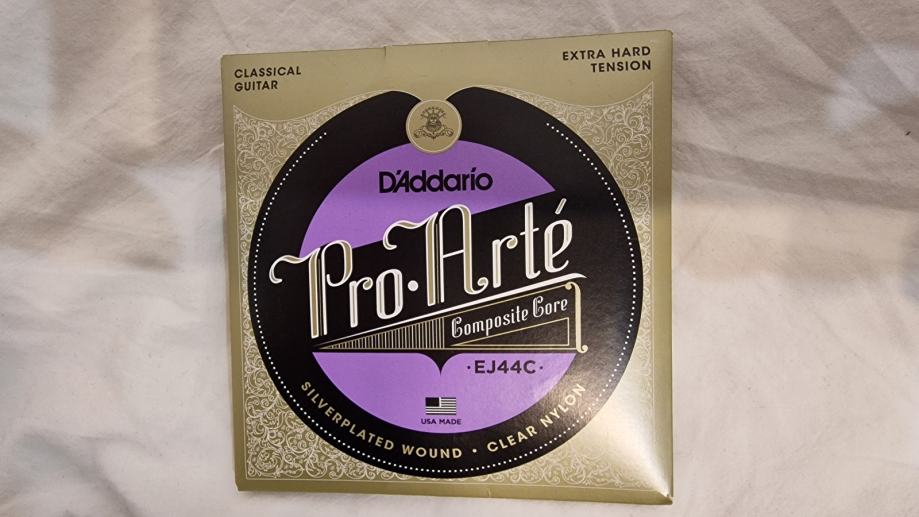 CLASSICAL
GUITAR
EXTRA HARD
TENSION
D'Addario
Pro·Arté
Composite Core
·EJ44C·
USA MADE
SILVERPLATED WOUND · CLEAR NYLON